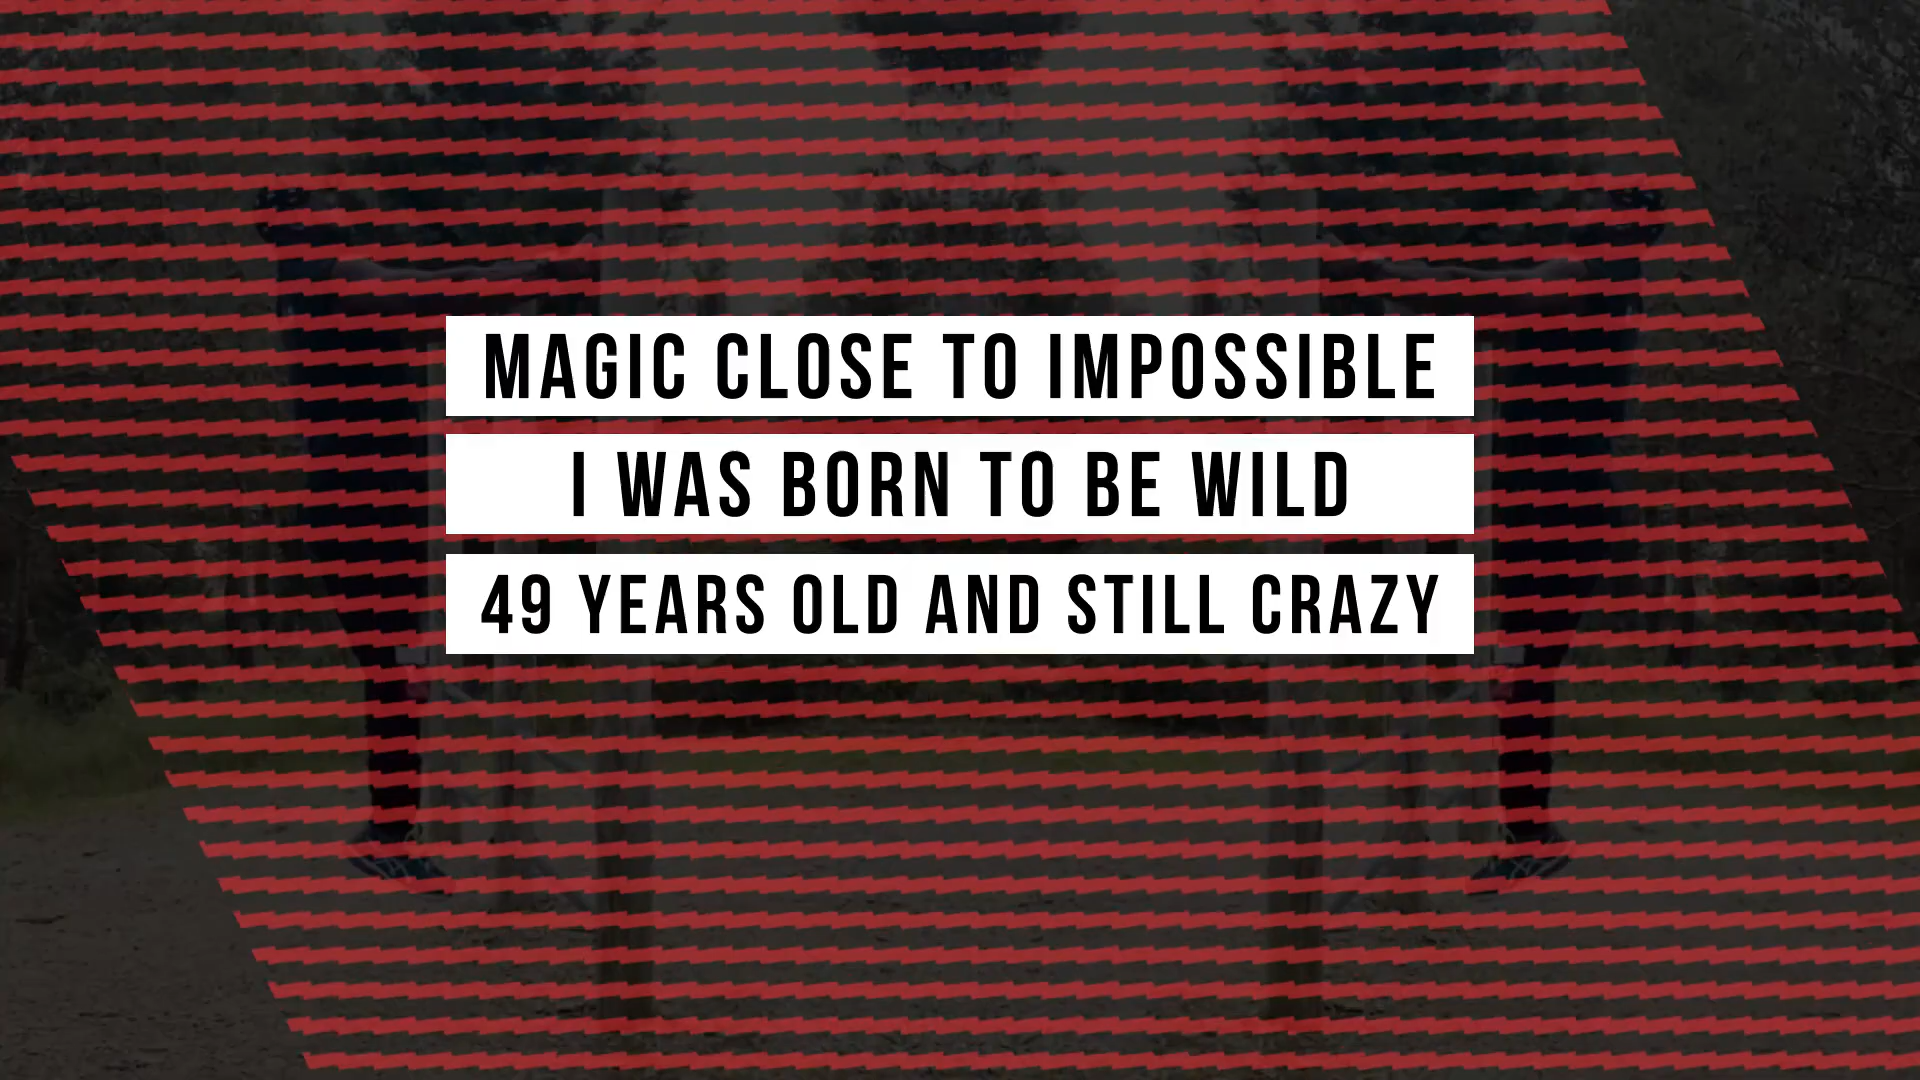 MAGIC CLOSE TO IMPOSSIBLE
I WAS BORN TO BE WILD
49 YEARS OLD AND STILL CRAZY